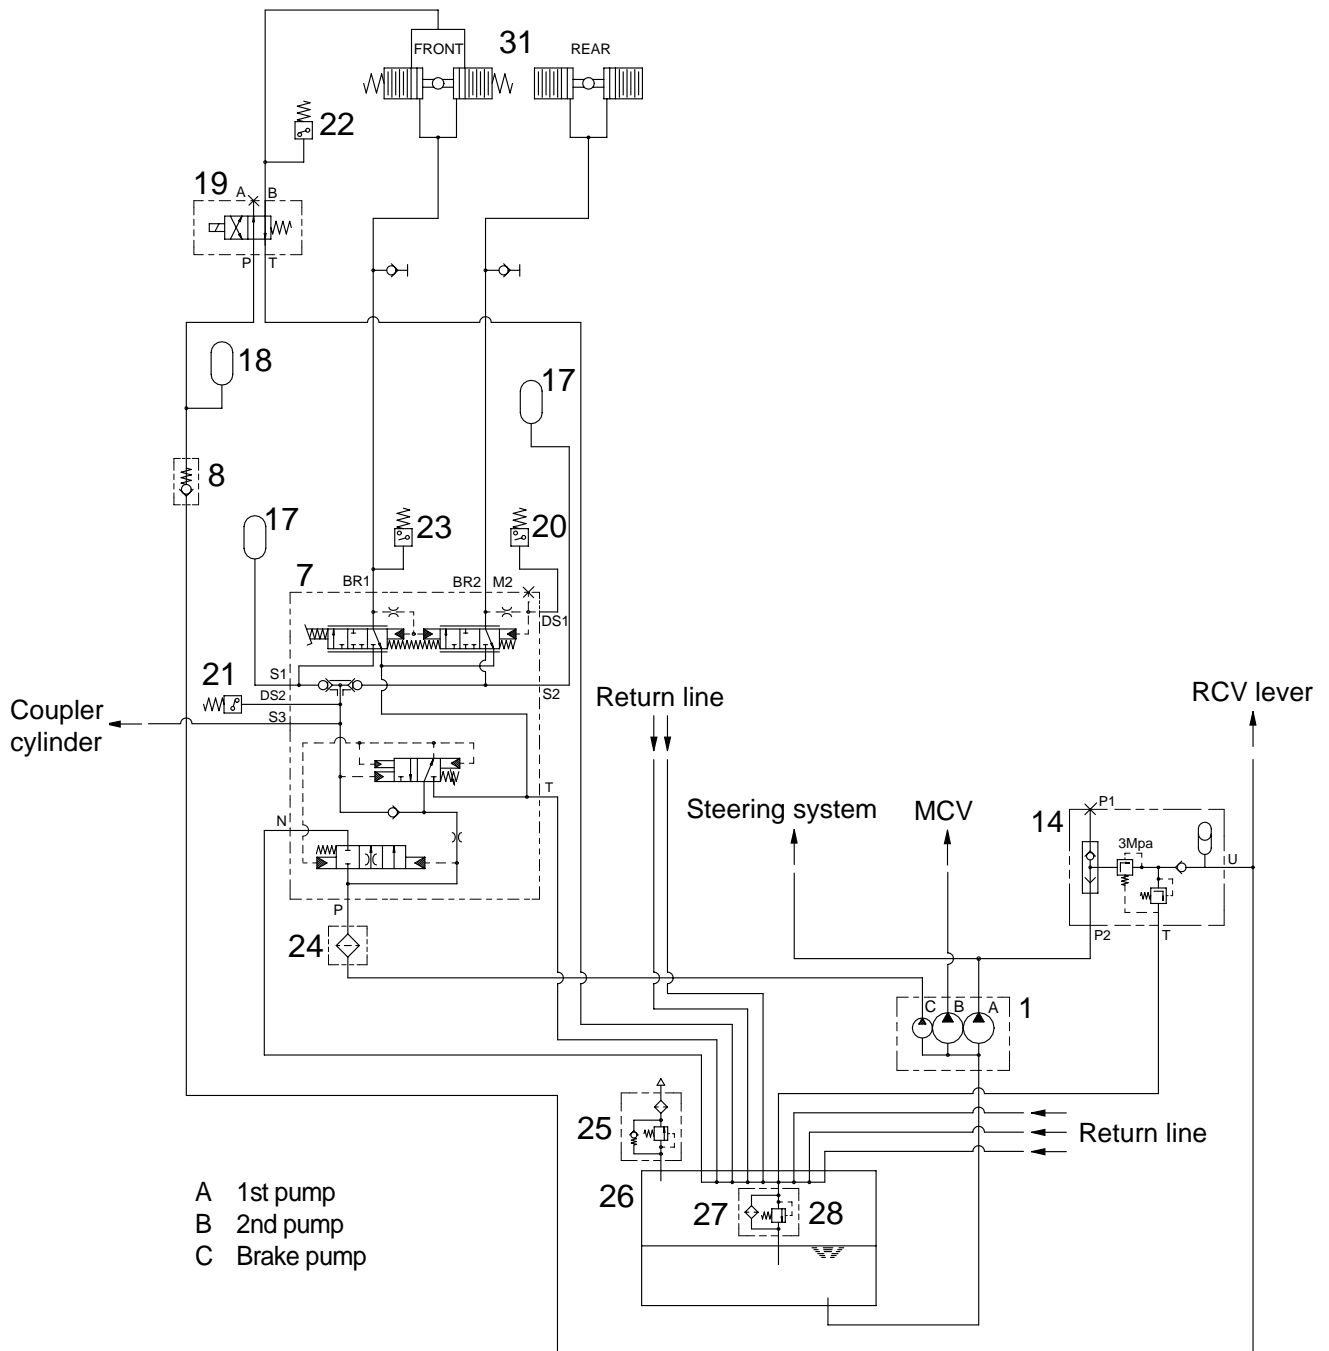 FRONT
31
REAR
22
19
A
B
P
T
18
17
8
17
23
20
7
BR1
BR2
M2
DS1
21
S1
DS2
S3
S2
Coupler
cylinder
Return line
RCV lever
T
N
Steering system
MCV
14
P1
3Mpa
U
P
P2
T
24
C
B
A
1
25
Return line
26
27
28
A 1st pump
B 2nd pump
C Brake pump